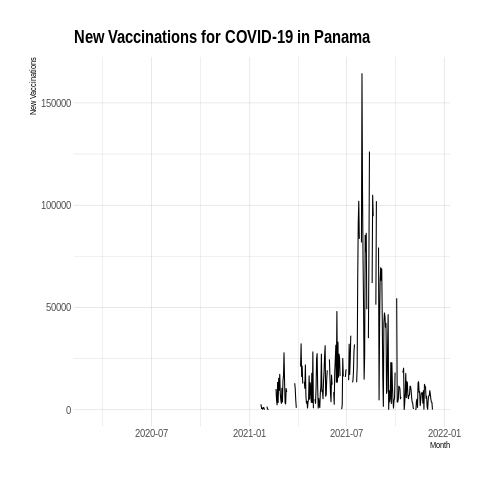 New Vaccinations for COVID-19 in Panama
New Vaccinations
150000
100000
50000
0
2020-07
2021-01
2021-07
2022-01
Month